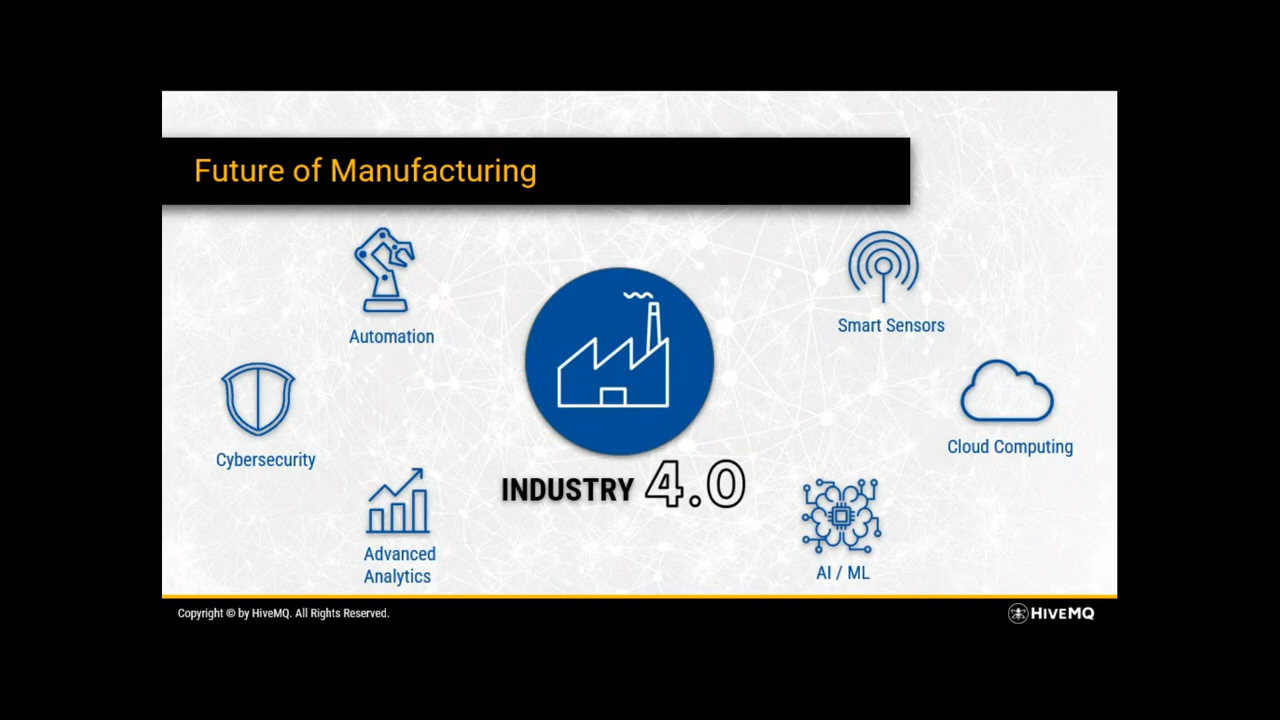 Future of Manufacturing
Automation
Smart Sensors
Cybersecurity
Cloud Computing
INDUSTRY 4.0
Advanced
Analytics
AI / ML
Copyright © by HiveMQ. All Rights Reserved.
HIVEMQ